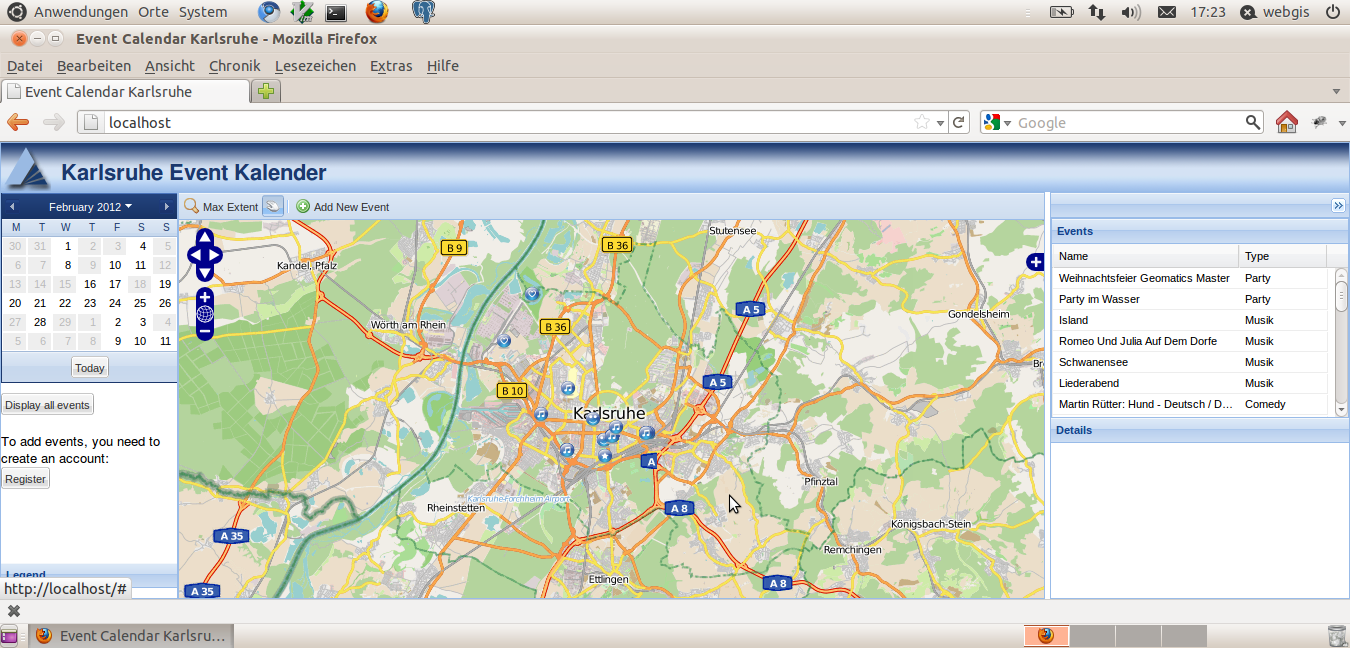 Anwendungen Orte System
17:23 webgis
Event Calendar Karlsruhe - Mozilla Firefox
Datei Bearbeiten Ansicht Chronik Lesezeichen Extras Hilfe
Event Calendar Karlsruhe
localhost
Google
Karlsruhe Event Kalender
February 2012
M T W T F S S
30 31 1 2 3 4 5
6 7 8 9 10 11 12
13 14 15 16 17 18 19
20 21 22 23 24 25 26
27 28 29 1 2 3 4
5 6 7 8 9 10 11
Today
Display all events
To add events, you need to
create an account:
Register
Legend
http://localhost/#
Max Extent Add New Event
Stutensee
B 9
B 36
Kandel, Pfalz
A 5
Gondelsheim
Wörth am Rhein
B 36
A 5
B 10
Karlsruhe
A
Pfinztal
Karlsruhe-Forchheim Airport
Rheinstetten
A 8
Königsbach-Stein
A 35
Remchingen
Ettlingen
A 8
A 35
Events
Name Type
Weihnachtsfeier Geomatics Master Party
Party im Wasser Party
Island Musik
Romeo Und Julia Auf Dem Dorfe Musik
Schwanensee Musik
Liederabend Musik
Martin Rütter: Hund - Deutsch / D... Comedy
Details
Event Calendar Karlsru...